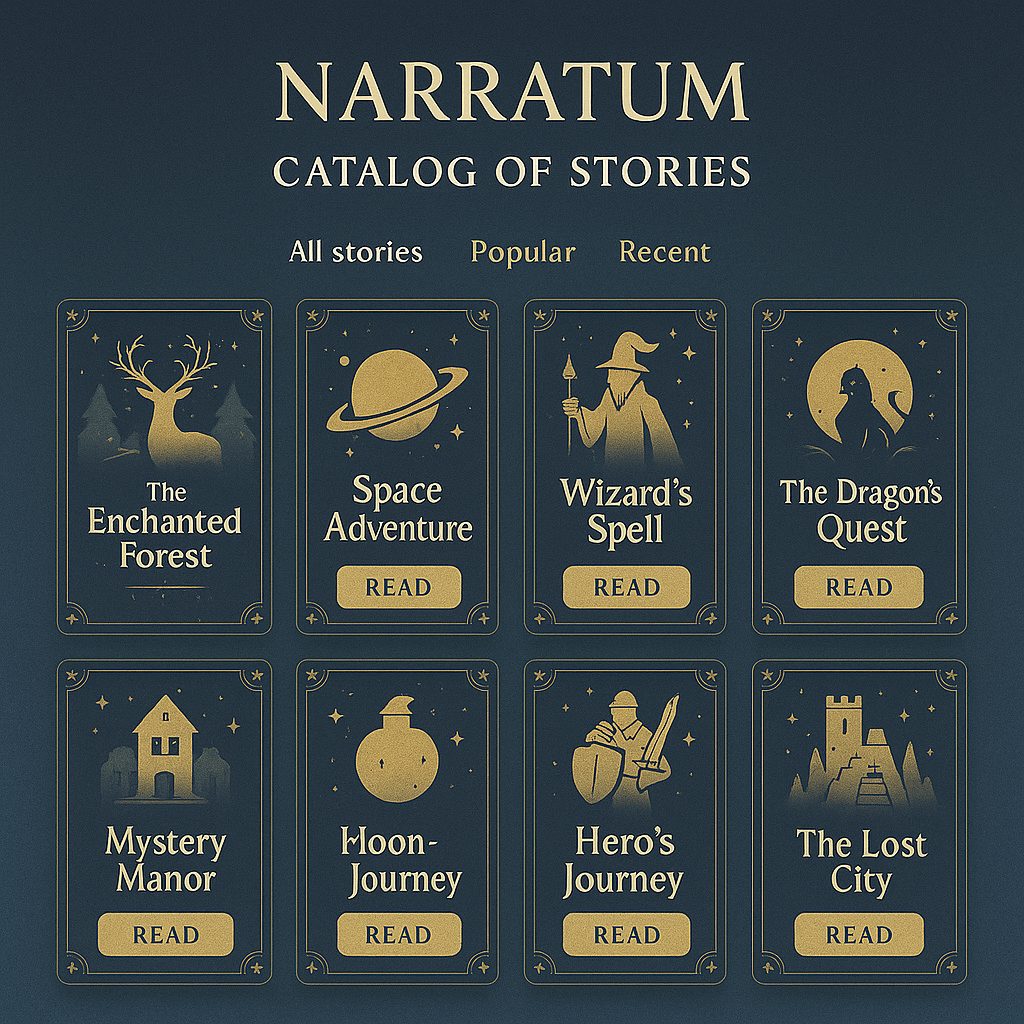 NARRATUM
CATALOG OF STORIES
All stories Popular Recent
The
Enchanted
Forest
Space
Adventure
READ
Wizard's
Spell
READ
The Dragon's
Quest
READ
Mystery
Manor
READ
Hoon-
Journey
READ
Hero's
Journey
READ
The Lost
City
READ